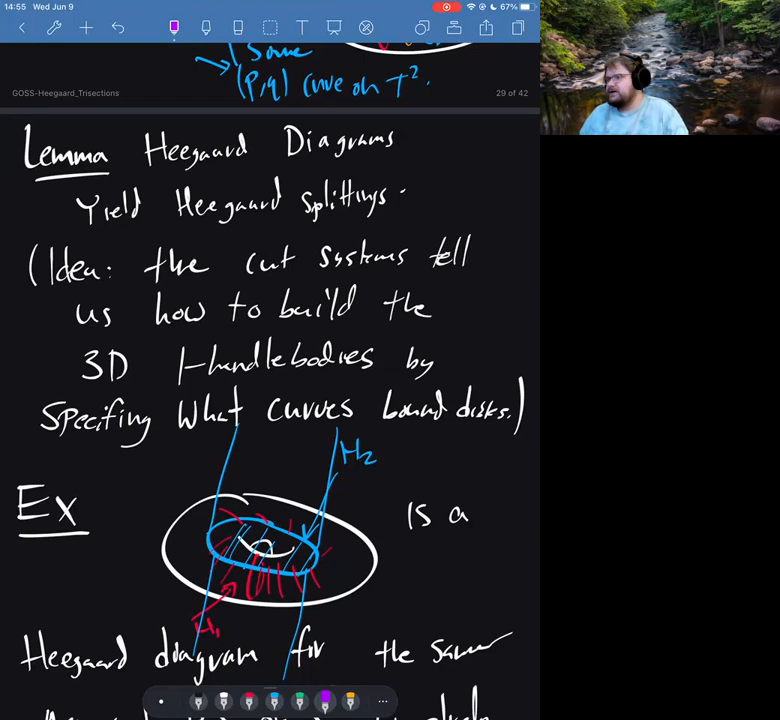 14:55 Wed Jun 9
67%
Some
(p,q) curve on T².
GOSS-Heegaard_Trisections
29 of 42
Lemma Heegaard Diagrams
Yield Heegaard splittings.
(Idea: the cut systems tell
us how to build the
3D Handlebodies by
Specifing what curves bound disks.)
H₂
Ex
is a
H₁
Heegaard diagram for the same